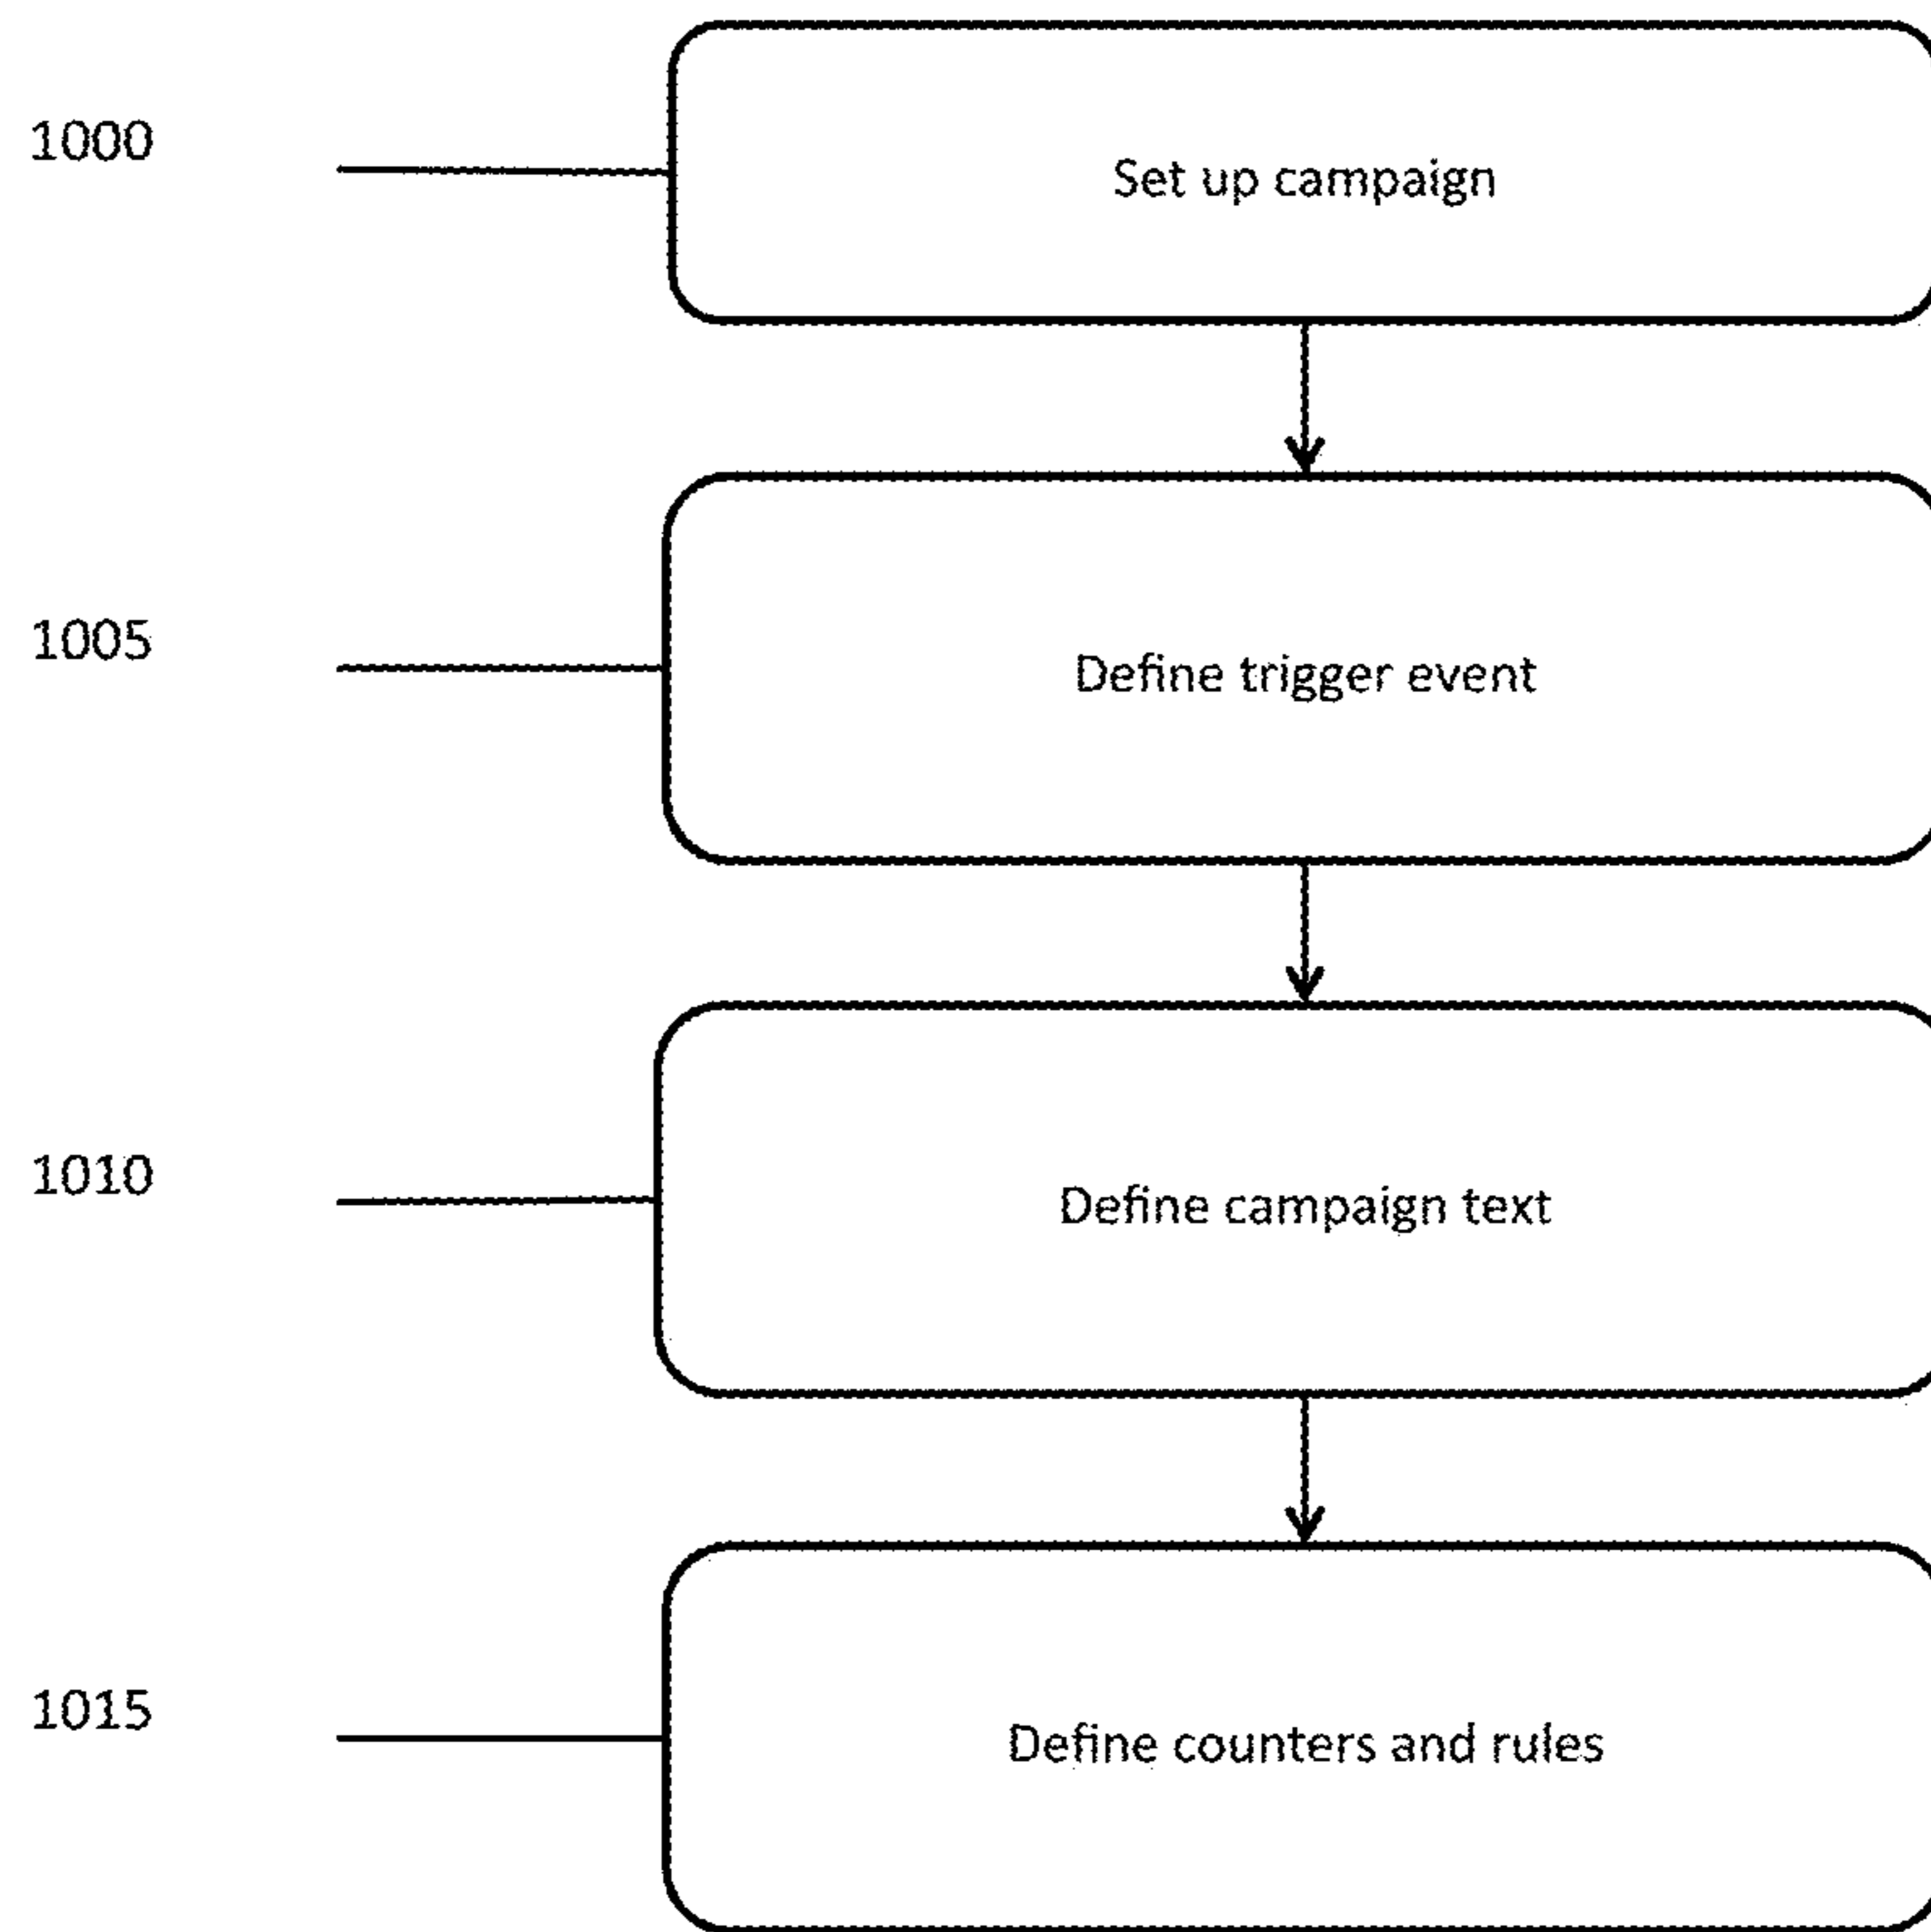 1000
Set up campaign
1005
Define trigger event
1010
Define campaign text
1015
Define counters and rules